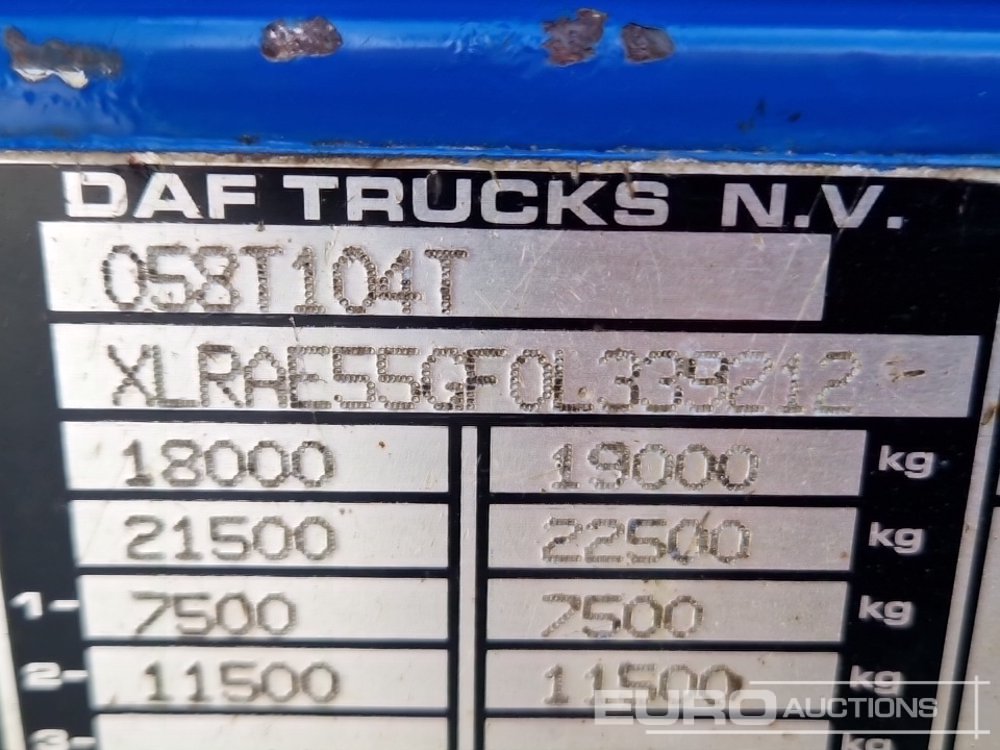 DAF TRUCKS N.V.
058T104T
XLRAE55GF0L339212
18000 19000 kg
21500 22500 kg
1- 7500 7500 kg
2- 11500 11500 kg
3- kg
EURO AUCTIONS